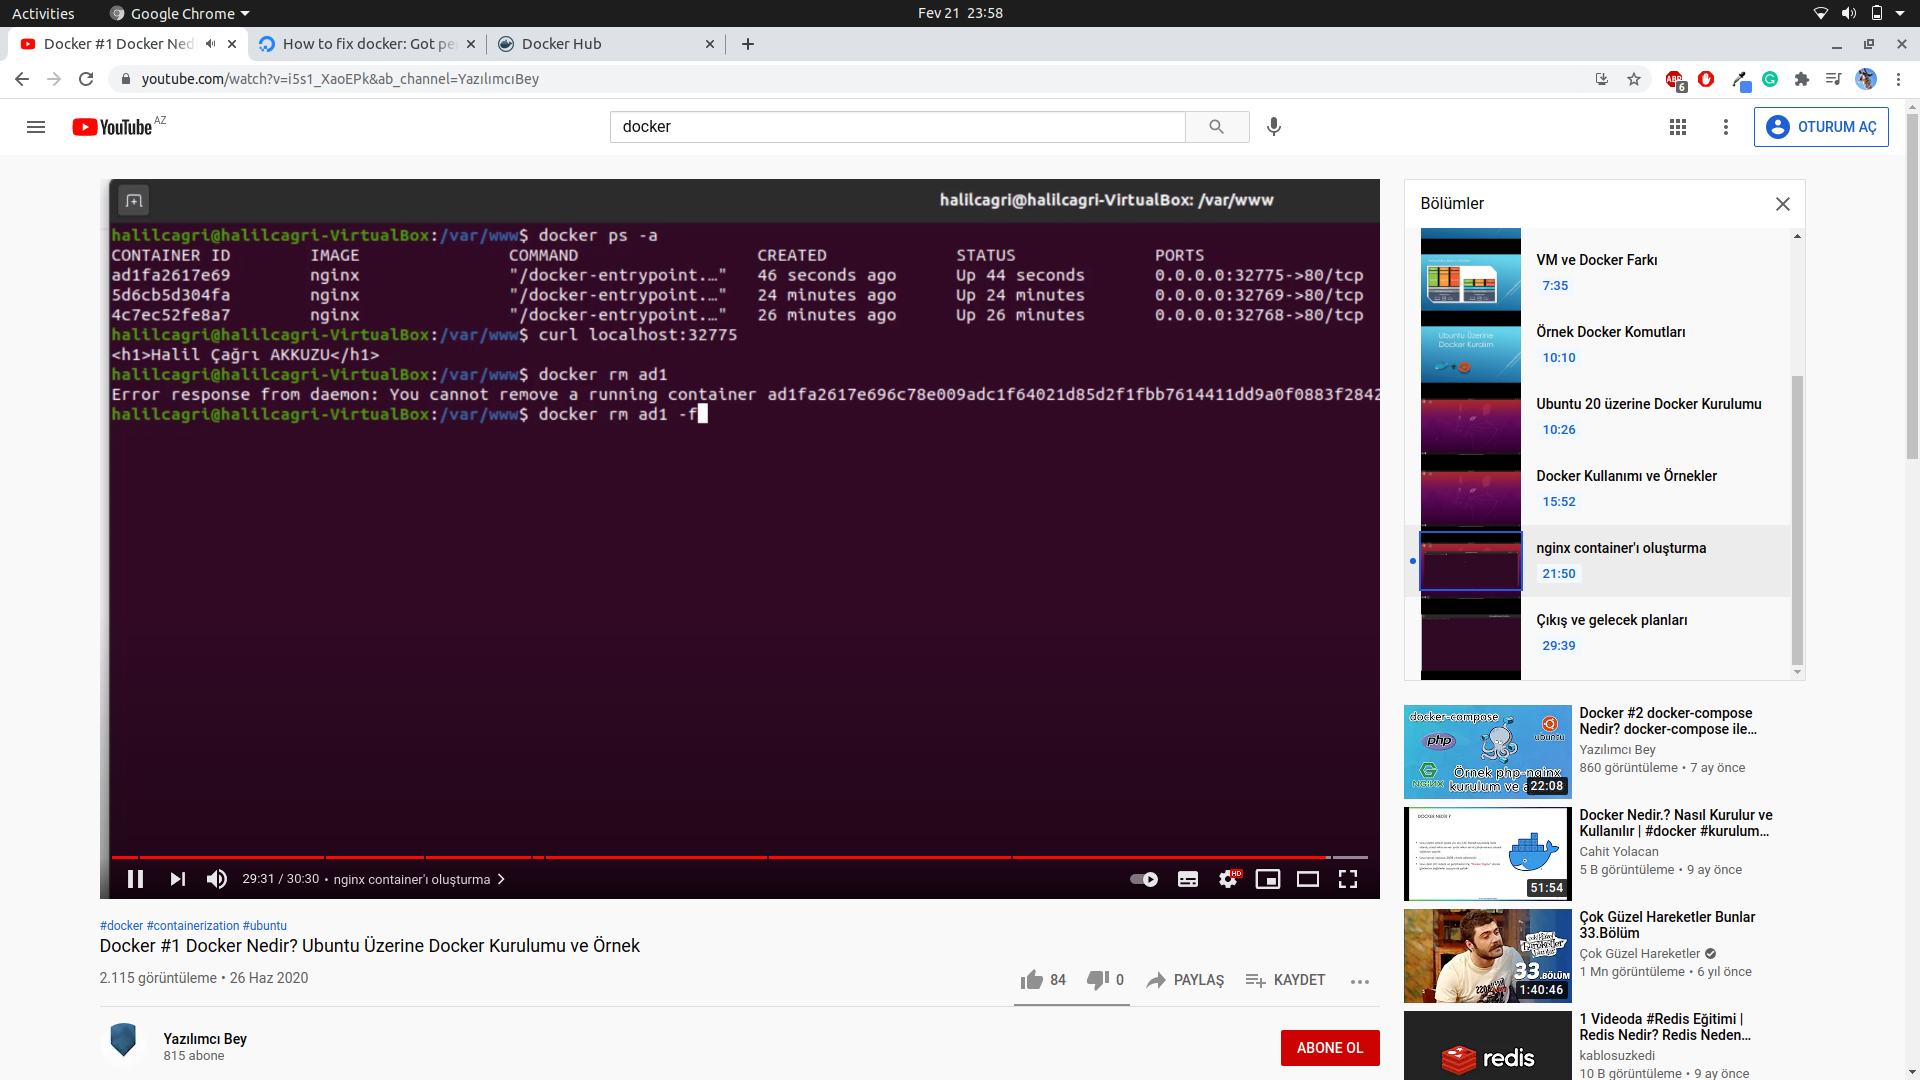 Activities
Google Chrome
Fev 21 23:58
Docker #1 Docker Ned
How to fix docker: Got pe
Docker Hub
youtube.com/watch?v=i5s1_XaoEPk&ab_channel=YazılımcıBey
ABP
6
YouTube AZ
docker
OTURUM AÇ
halilcagri@halilcagri-VirtualBox: /var/www
halilcagri@halilcagri-VirtualBox:/var/www$ docker ps -a
CONTAINER ID IMAGE COMMAND CREATED STATUS PORTS
ad1fa2617e69 nginx "/docker-entrypoint.…" 46 seconds ago Up 44 seconds 0.0.0.0:32775->80/tcp
5d6cb5d304fa nginx "/docker-entrypoint.…" 24 minutes ago Up 24 minutes 0.0.0.0:32769->80/tcp
4c7ec52fe8a7 nginx "/docker-entrypoint.…" 26 minutes ago Up 26 minutes 0.0.0.0:32768->80/tcp
halilcagri@halilcagri-VirtualBox:/var/www$ curl localhost:32775
<h1>Halil Çağrı AKKUZU</h1>
halilcagri@halilcagri-VirtualBox:/var/www$ docker rm ad1
Error response from daemon: You cannot remove a running container ad1fa2617e696c78e009adc1f64021d85d2f1fbb7614411dd9a0f0883f2842
halilcagri@halilcagri-VirtualBox:/var/www$ docker rm ad1 -f
29:31 / 30:30 • nginx container'ı oluşturma
HD
#docker #containerization #ubuntu
Docker #1 Docker Nedir? Ubuntu Üzerine Docker Kurulumu ve Örnek
2.115 görüntüleme • 26 Haz 2020
84
0
PAYLAŞ
KAYDET
Yazılımcı Bey
815 abone
ABONE OL
Bölümler
VM ve Docker Farkı
7:35
Ubuntu Üzerine
Docker Kuralım
Örnek Docker Komutları
10:10
Ubuntu 20 üzerine Docker Kurulumu
10:26
Docker Kullanımı ve Örnekler
15:52
nginx container'ı oluşturma
21:50
Çıkış ve gelecek planları
29:39
docker-compose
php
ubuntu
NGINX
Örnek php-nginx
kurulum ve a
22:08
Docker #2 docker-compose
Nedir? docker-compose ile…
Yazılımcı Bey
860 görüntüleme • 7 ay önce
DOCKER NEDİR ?
51:54
Docker Nedir.? Nasıl Kurulur ve
Kullanılır | #docker #kurulum…
Cahit Yolacan
5 B görüntüleme • 9 ay önce
çok güzel
hareketler
bunlar
33.BÖLÜM
1:40:46
Çok Güzel Hareketler Bunlar
33.Bölüm
Çok Güzel Hareketler
1 Mn görüntüleme • 6 yıl önce
redis
1 Videoda #Redis Eğitimi |
Redis Nedir? Redis Neden…
kablosuzkedi
10 B görüntüleme • 9 ay önce